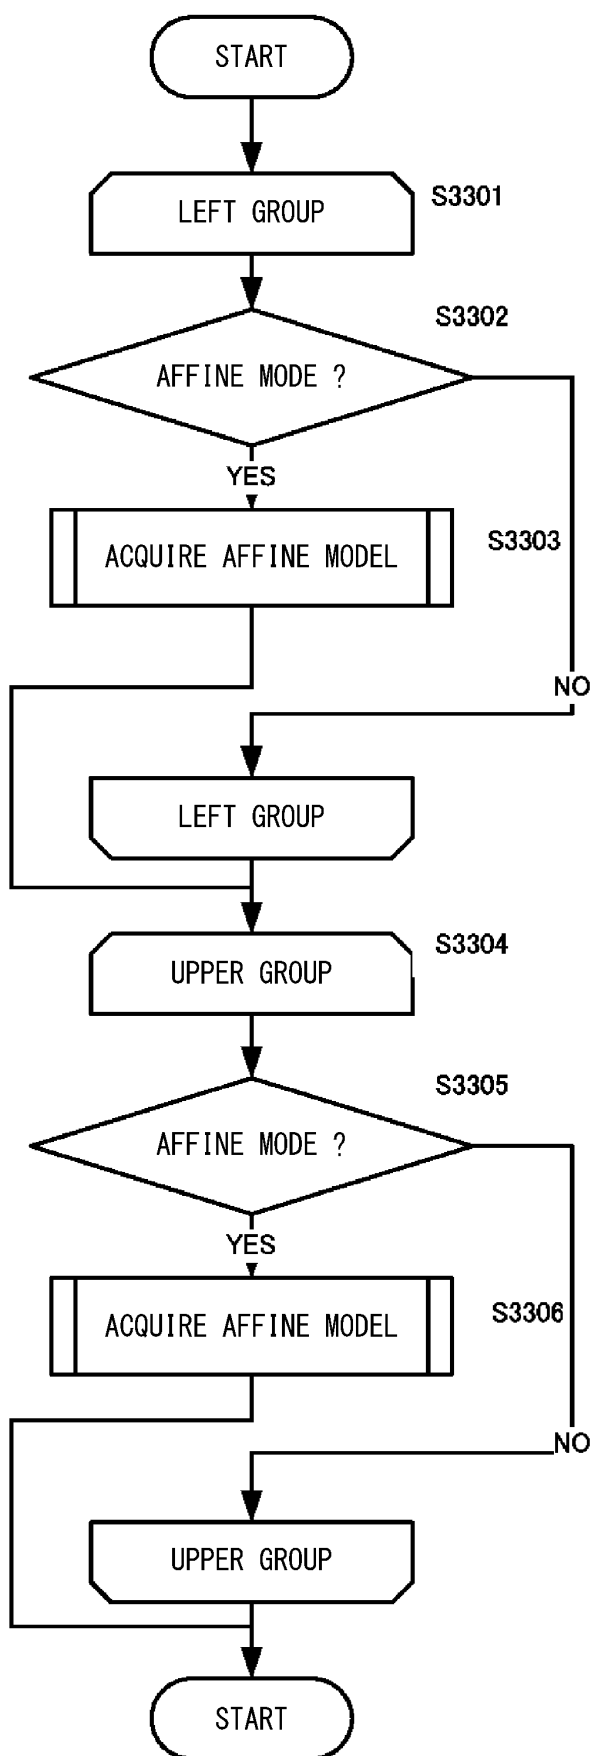 START
LEFT GROUP
S3301
S3302
AFFINE MODE ?
YES
S3303
ACQUIRE AFFINE MODEL
NO
LEFT GROUP
S3304
UPPER GROUP
S3305
AFFINE MODE ?
YES
S3306
ACQUIRE AFFINE MODEL
NO
UPPER GROUP
START